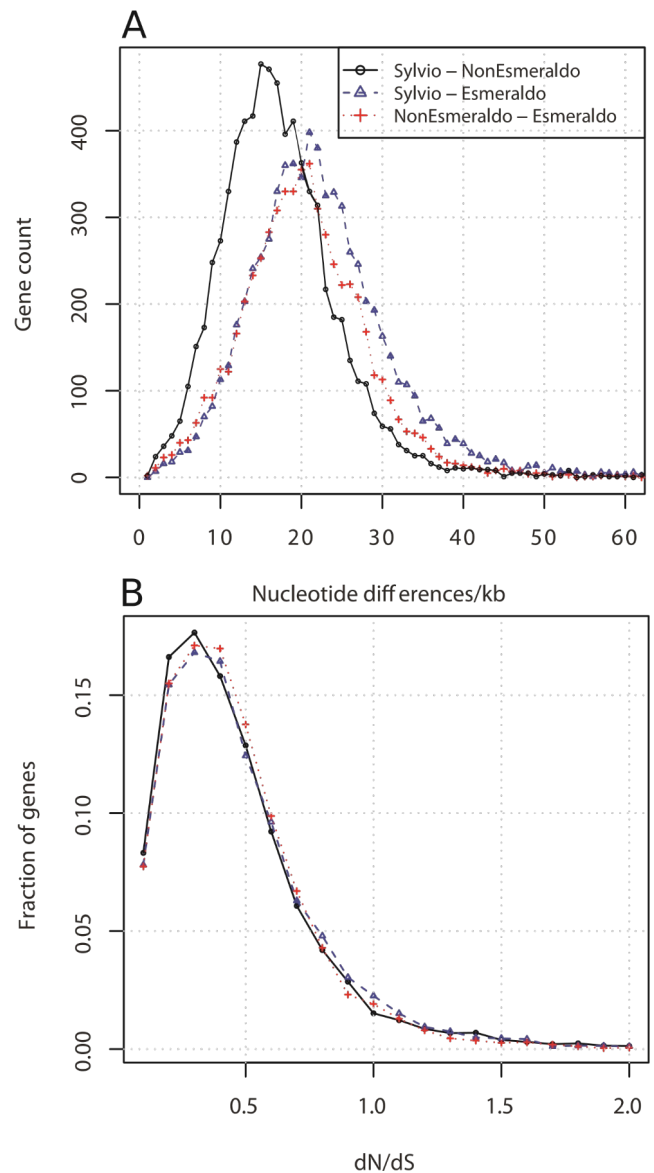 A
Sylvio – NonEsmeraldo
Sylvio – Esmeraldo
NonEsmeraldo – Esmeraldo
Gene count
400
300
200
100
0
0 10 20 30 40 50 60
Nucleotide differences/kb
B
Fraction of genes
0.15
0.10
0.05
0.00
0.5 1.0 1.5 2.0
dN/dS